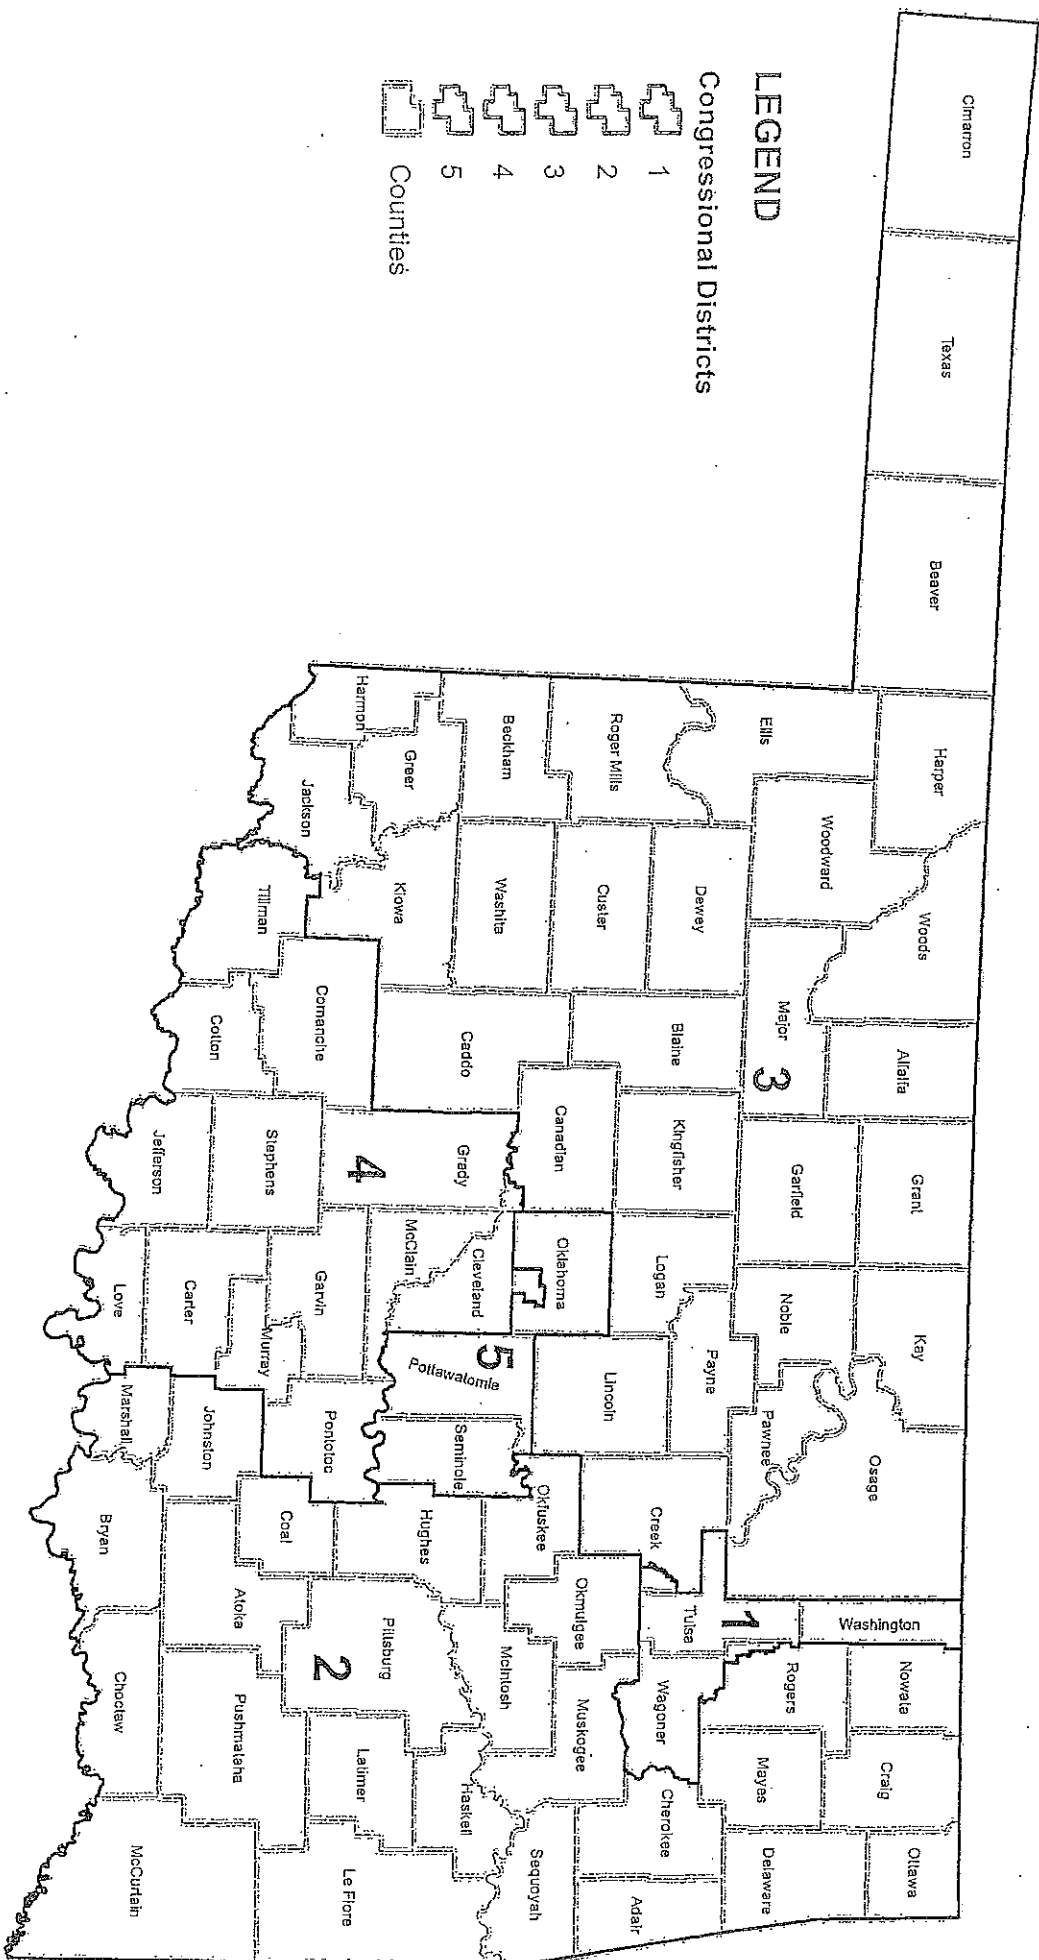 LEGEND
Congressional Districts
1
2
3
4
5
Counties
Cimarron
Texas
Beaver
Harper
Woods
Alfalfa
Grant
Kay
Osage
Washington
Nowata
Craig
Ottawa
Ellis
Woodward
Major
3
Garfield
Noble
Pawnee
1
Rogers
Mayes
Delaware
Roger Mills
Dewey
Blaine
Kingfisher
Logan
Payne
Creek
Tulsa
Wagoner
Cherokee
Adair
Beckham
Custer
Washita
Canadian
Oklahoma
Lincoln
Okfuskee
Okmulgee
Muskogee
Sequoyah
Harmon
Greer
Kiowa
Caddo
Grady
McClain
Cleveland
5
Pottawatomie
Seminole
Hughes
McIntosh
Haskell
Jackson
Tillman
Comanche
4
Garvin
Pontotoc
Coal
Pittsburg
2
Latimer
Le Flore
Cotton
Stephens
Murray
Carter
Johnston
Atoka
Pushmataha
Jefferson
Love
Marshall
Bryan
Choctaw
McCurtain